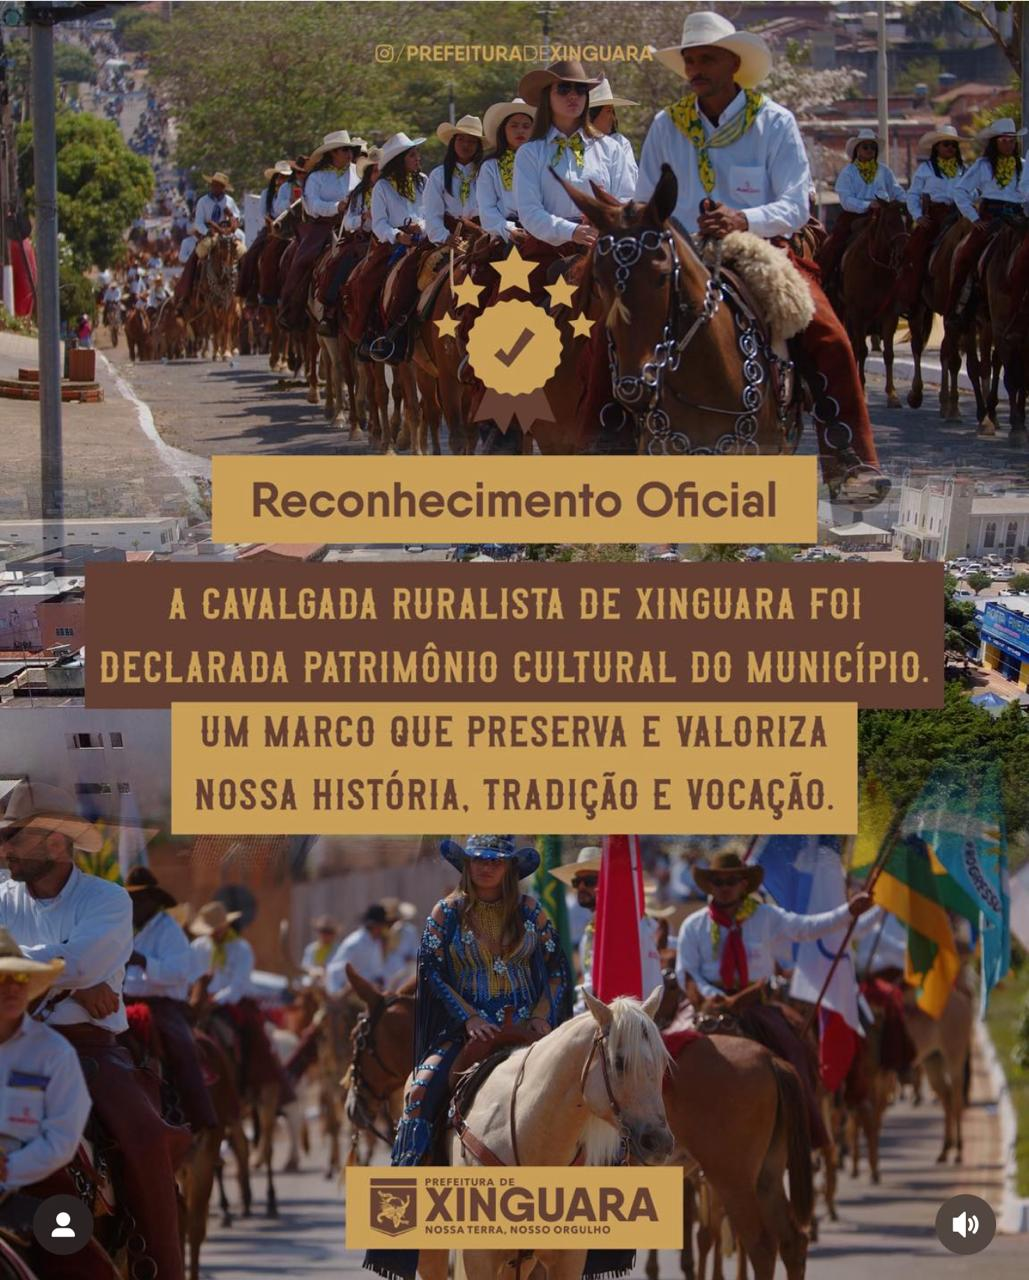 /PREFEITURADEXINGUARA
Reconhecimento Oficial
A CAVALGADA RURALISTA DE XINGUARA FOI
DECLARADA PATRIMÔNIO CULTURAL DO MUNICÍPIO.
UM MARCO QUE PRESERVA E VALORIZA
NOSSA HISTÓRIA, TRADIÇÃO E VOCAÇÃO.
PREFEITURA DE
XINGUARA
NOSSA TERRA, NOSSO ORGULHO